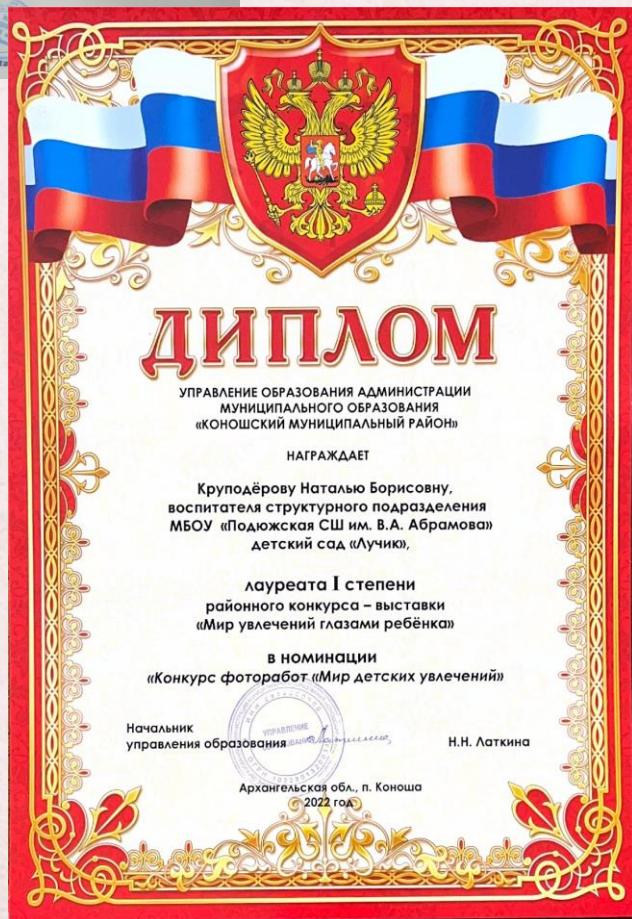 ДИПЛОМ
УПРАВЛЕНИЕ ОБРАЗОВАНИЯ АДМИНИСТРАЦИИ
МУНИЦИПАЛЬНОГО ОБРАЗОВАНИЯ
«КОНОШСКИЙ МУНИЦИПАЛЬНЫЙ РАЙОН»
НАГРАЖДАЕТ
Круподёрову Наталью Борисовну,
воспитателя структурного подразделения
МБОУ «Подюжская СШ им. В.А. Абрамова»
детский сад «Лучик»,
лауреата I степени
районного конкурса – выставки
«Мир увлечений глазами ребёнка»
в номинации
«Конкурс фоторабот «Мир детских увлечений»
Начальник
управления образования
Н.Н. Латкина
УПРАВЛЕНИЕ
Архангельская обл., п. Коноша
2022 год